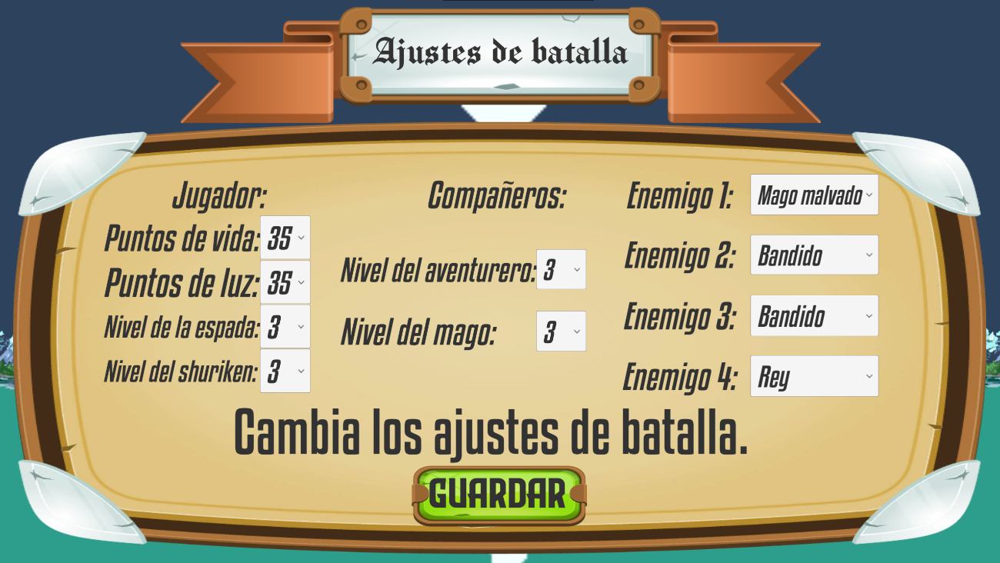 Ajustes de batalla
Jugador:
Puntos de vida: 35
Puntos de luz: 35
Nivel de la espada: 3
Nivel del shuriken: 3
Compañeros:
Nivel del aventurero: 3
Nivel del mago: 3
Enemigo 1: Mago malvado
Enemigo 2: Bandido
Enemigo 3: Bandido
Enemigo 4: Rey
Cambia los ajustes de batalla.
GUARDAR